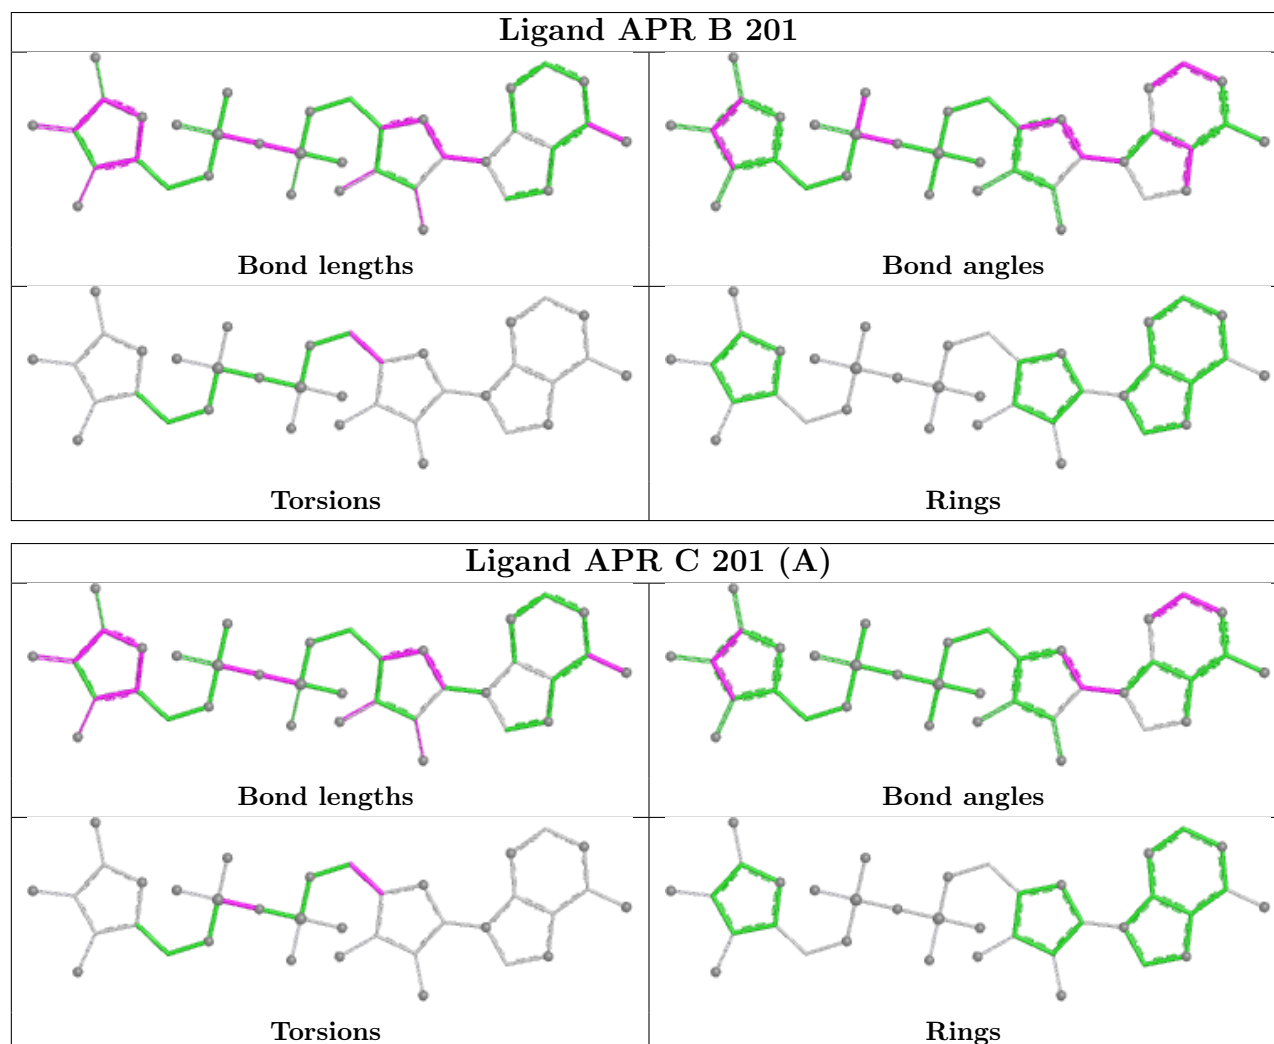 Ligand APR B 201
Bond lengths
Bond angles
Torsions
Rings
Ligand APR C 201 (A)
Bond lengths
Bond angles
Torsions
Rings